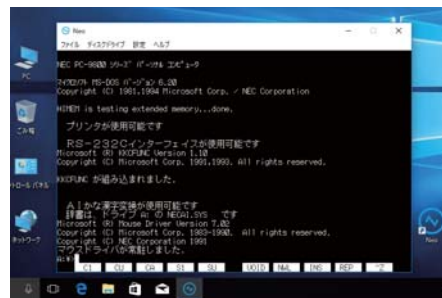 Neo
ファイル ディスクドライブ 設定 ヘルプ
NEC PC-9800 シリーズ パーソナル コンピュータ
マイクロソフト MS-DOS バージョン 6.20
Copyright (C) 1981,1994 Microsoft Corp. / NEC Corporation
HIMEM is testing extended memory...done.
プリンタが使用可能です
RS-232Cインターフェイスが使用可能です
Microsoft (R) KKCFUNC Version 1.10
Copyright (C) Microsoft Corp. 1991,1993. All rights reserved.
KKCFUNC が組み込まれました.
AIかな漢字変換が使用可能です
辞書は、ドライブ A: の NECAI.SYS です
Microsoft (R) Mouse Driver Version 7.02
Copyright (C) Microsoft Corp. 1983-1990. All rights reserved.
Copyright (C) NEC Corporation 1991
マウスドライバが常駐しました.
A:¥>
C1 CU CA S1 SU VOID NWL INS REP ^Z
PC
ごみ箱
コントロール パネル
ネットワーク
Neo